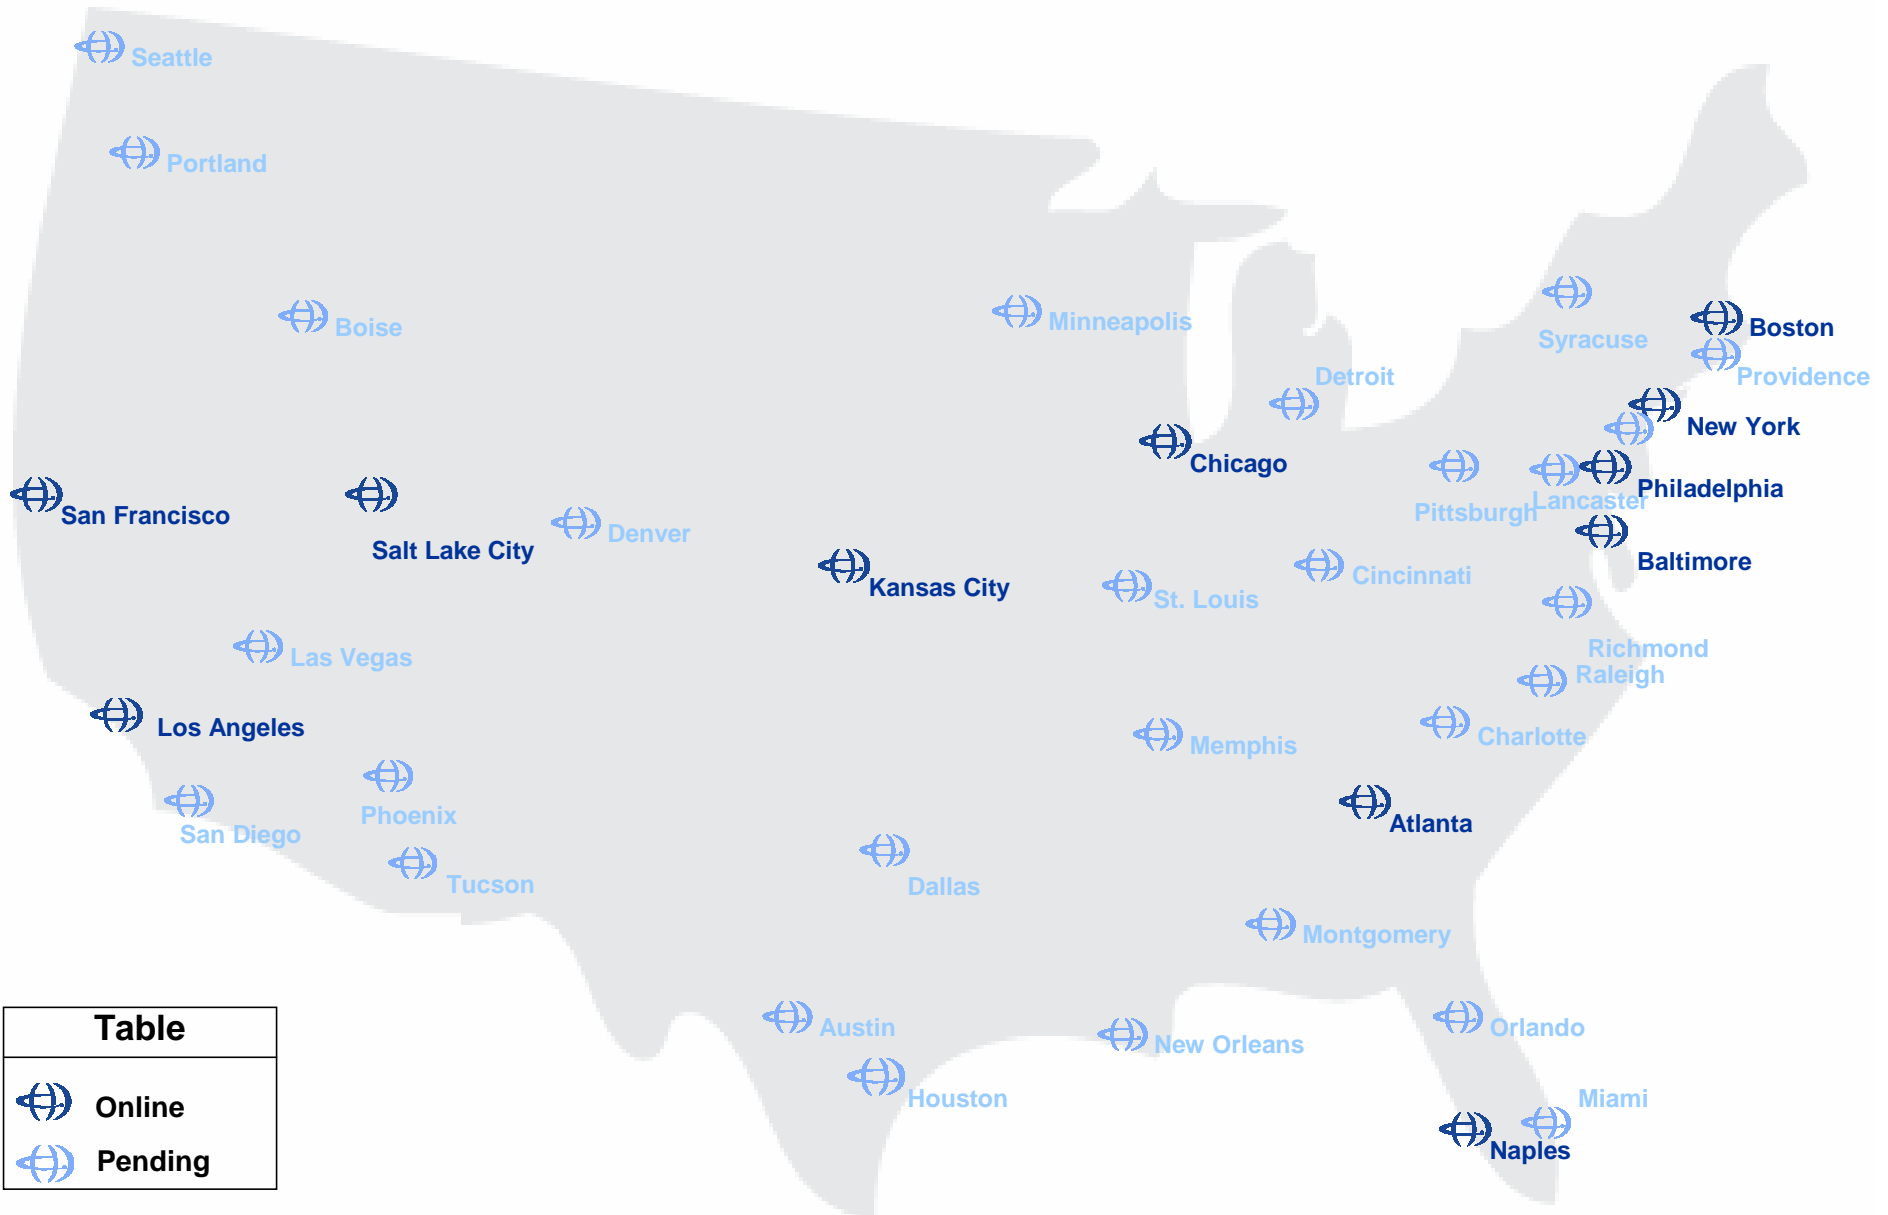 Seattle
Portland
Boise
Minneapolis
Syracuse
Boston
Providence
Detroit
New York
Chicago
Philadelphia
Lancaster
Pittsburgh
San Francisco
Salt Lake City
Denver
Kansas City
St. Louis
Cincinnati
Baltimore
Richmond
Raleigh
Las Vegas
Los Angeles
Memphis
Charlotte
Phoenix
San Diego
Atlanta
Tucson
Dallas
Montgomery
Austin
New Orleans
Orlando
Houston
Miami
Naples
Table
Online
Pending